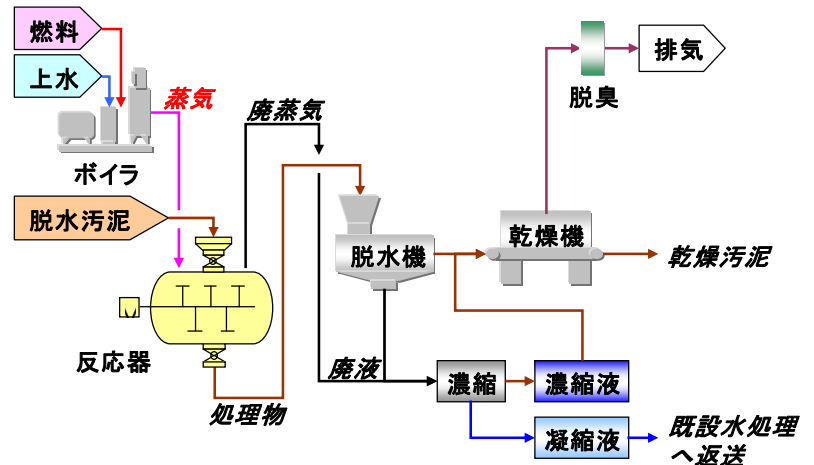 燃料
上水
蒸気
ボイラ
脱水汚泥
反応器
廃蒸気
処理物
脱水機
廃液
濃縮
濃縮液
凝縮液
乾燥機
脱臭
排気
乾燥汚泥
既設水処理
へ返送